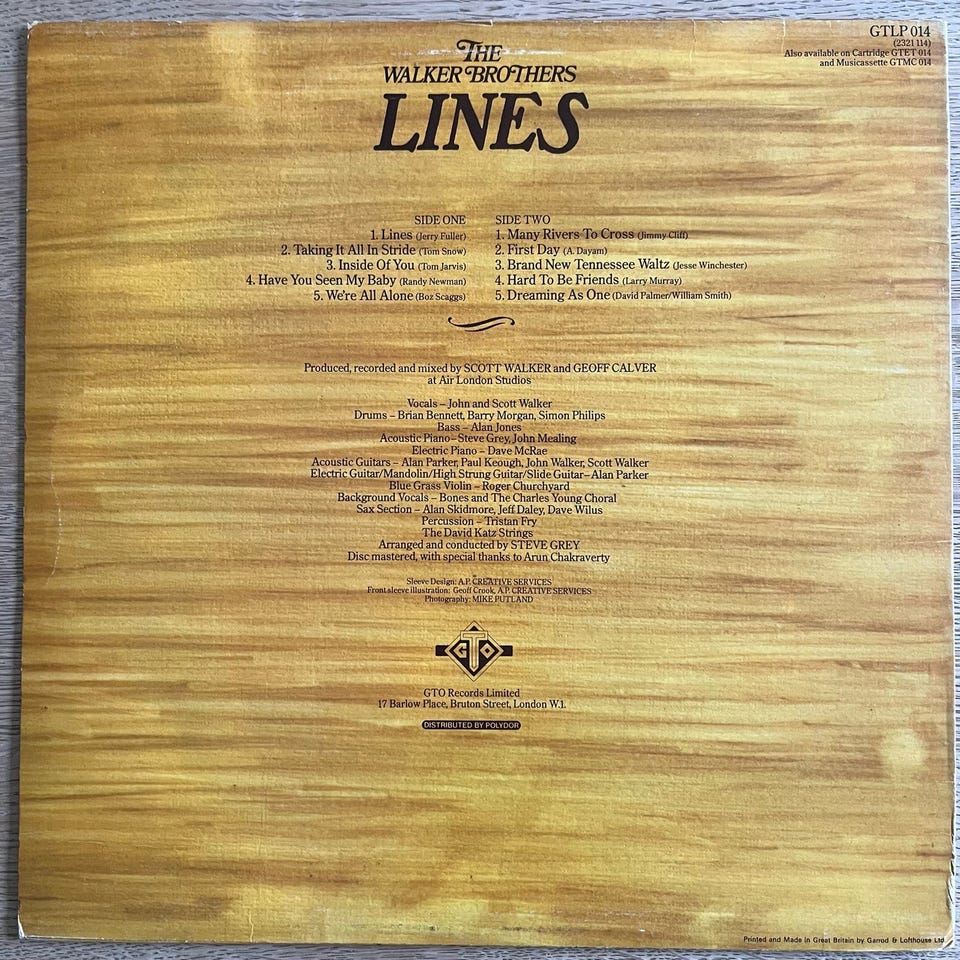 THE
WALKER BROTHERS
LINES
GTLP 014
(2321 114)
Also available on Cartridge GTET 014
and Musicassette GTMC 014
SIDE ONE
1. Lines (Jerry Fuller)
2. Taking It All In Stride (Tom Snow)
3. Inside Of You (Tom Jarvis)
4. Have You Seen My Baby (Randy Newman)
5. We're All Alone (Boz Scaggs)
SIDE TWO
1. Many Rivers To Cross (Jimmy Cliff)
2. First Day (A. Dayam)
3. Brand New Tennessee Waltz (Jesse Winchester)
4. Hard To Be Friends (Larry Murray)
5. Dreaming As One (David Palmer/William Smith)
Produced, recorded and mixed by SCOTT WALKER and GEOFF CALVER
at Air London Studios
Vocals – John and Scott Walker
Drums – Brian Bennett, Barry Morgan, Simon Philips
Bass – Alan Jones
Acoustic Piano – Steve Grey, John Mealing
Electric Piano – Dave McRae
Acoustic Guitars – Alan Parker, Paul Keough, John Walker, Scott Walker
Electric Guitar/Mandolin/High Strung Guitar/Slide Guitar – Alan Parker
Blue Grass Violin – Roger Churchyard
Background Vocals – Bones and The Charles Young Choral
Sax Section – Alan Skidmore, Jeff Daley, Dave Wilus
Percussion – Tristan Fry
The David Katz Strings
Arranged and conducted by STEVE GREY
Disc mastered, with special thanks to Arun Chakraverty
Sleeve Design: A.P. CREATIVE SERVICES
Front sleeve illustration: Geoff Crook, A.P. CREATIVE SERVICES
Photography: MIKE PUTLAND
GTO
GTO Records Limited
17 Barlow Place, Bruton Street, London W.1.
DISTRIBUTED BY POLYDOR
Printed and Made in Great Britain by Garrod & Lofthouse Ltd.